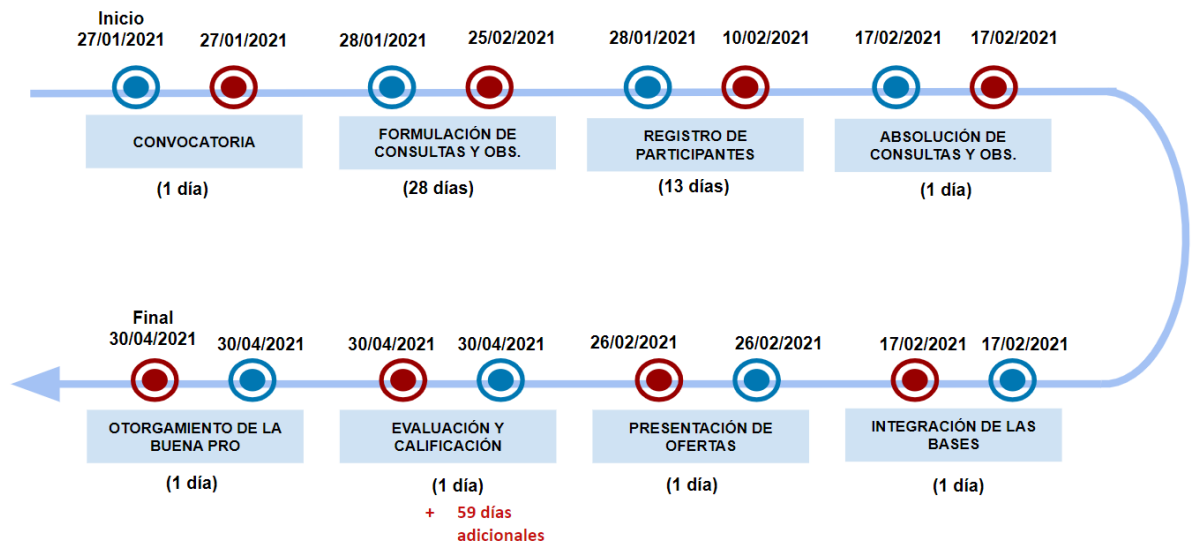 Inicio
27/01/2021 27/01/2021 28/01/2021 25/02/2021 28/01/2021 10/02/2021 17/02/2021 17/02/2021
CONVOCATORIA
(1 día)
FORMULACIÓN DE
CONSULTAS Y OBS.
(28 días)
REGISTRO DE
PARTICIPANTES
(13 días)
ABSOLUCIÓN DE
CONSULTAS Y OBS.
(1 día)
Final
30/04/2021 30/04/2021 30/04/2021 30/04/2021 26/02/2021 26/02/2021 17/02/2021 17/02/2021
OTORGAMIENTO DE LA
BUENA PRO
(1 día)
EVALUACIÓN Y
CALIFICACIÓN
(1 día)
+ 59 días
adicionales
PRESENTACIÓN DE
OFERTAS
(1 día)
INTEGRACIÓN DE LAS
BASES
(1 día)